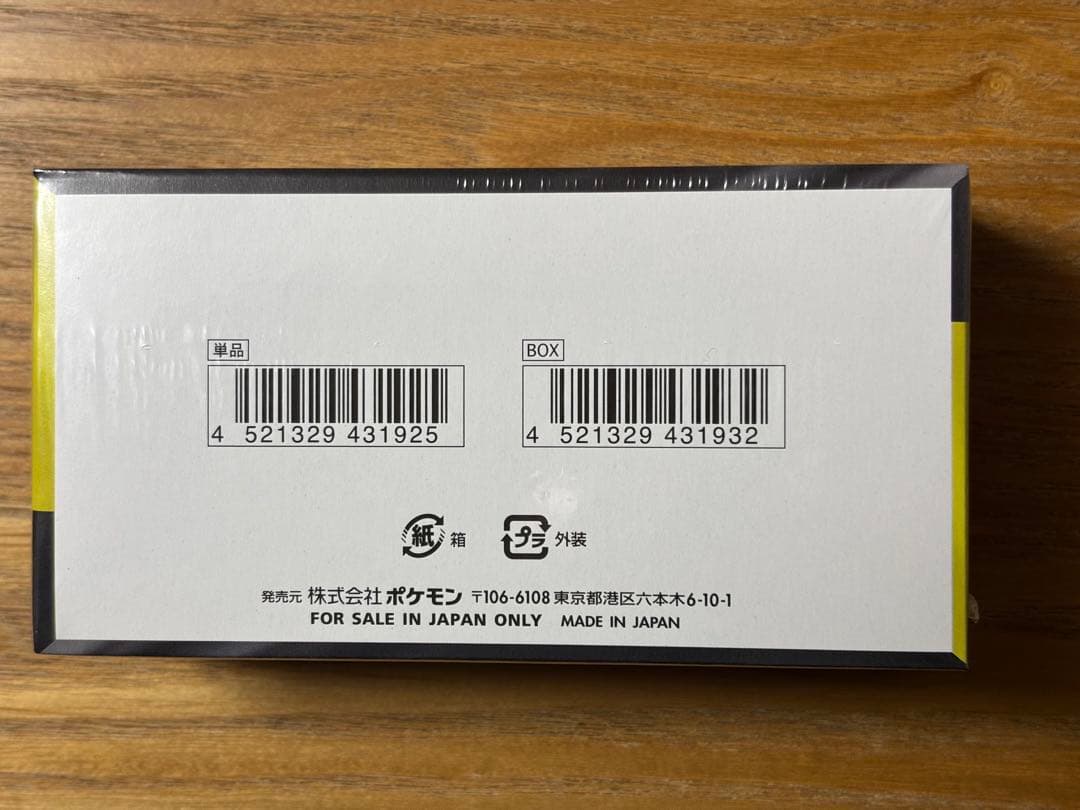 単品
4 521329 431925
BOX
4 521329 431932
紙 箱
プラ 外装
発売元 株式会社 ポケモン 〒106-6108 東京都港区六本木6-10-1
FOR SALE IN JAPAN ONLY MADE IN JAPAN